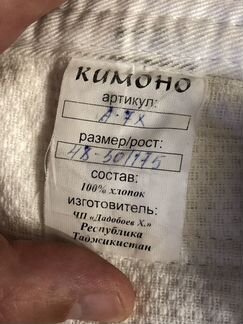 КИМОНО
артикул:
размер/рост:
48-50/175
состав:
100% хлопок
изготовитель:
ЧП «Дадобоев Х.»
Республика
Таджикистан